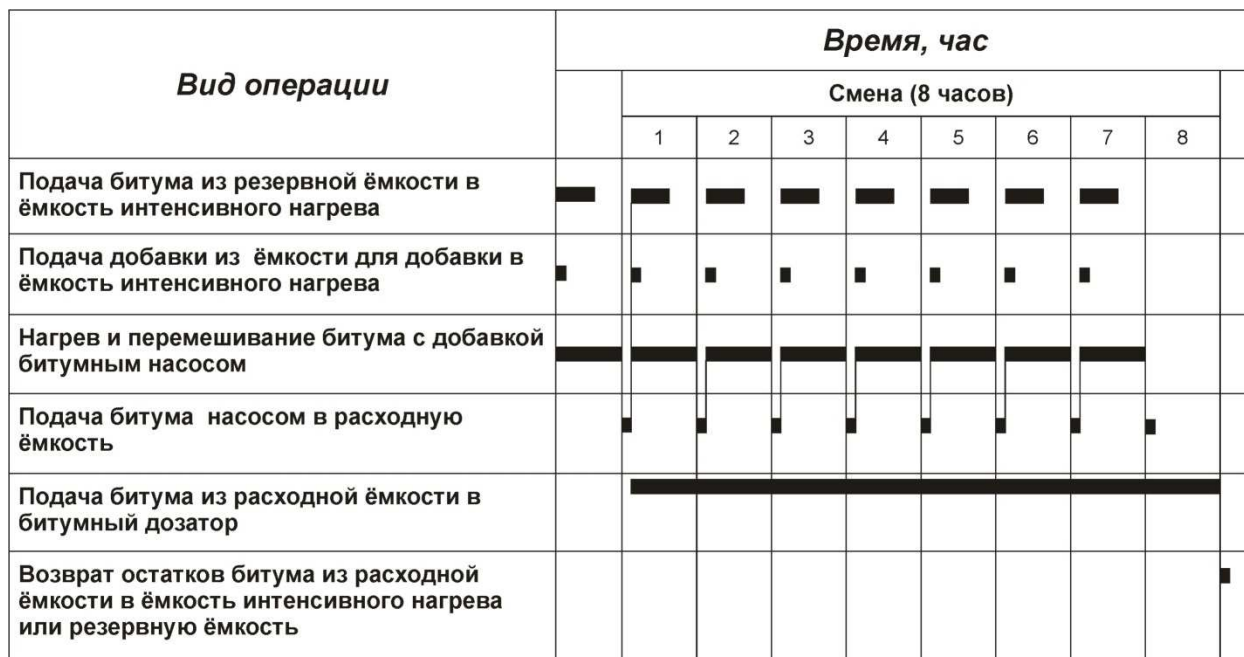 Вид операции
Время, час
Смена (8 часов)
1 2 3 4 5 6 7 8
Подача битума из резервной ёмкости в
ёмкость интенсивного нагрева
Подача добавки из ёмкости для добавки в
ёмкость интенсивного нагрева
Нагрев и перемешивание битума с добавкой
битумным насосом
Подача битума насосом в расходную
ёмкость
Подача битума из расходной ёмкости в
битумный дозатор
Возврат остатков битума из расходной
ёмкости в ёмкость интенсивного нагрева
или резервную ёмкость